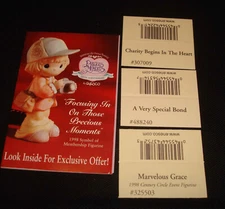 Precious
Moments
Focusing In
On Those
Precious
Moments
1998 Symbol of
Membership Figurine
Look Inside For Exclusive Offer!
Charity Begins In The Heart
#307009
A Very Special Bond
#488240
Marvelous Grace
1998 Century Circle Event Figurine
#325503